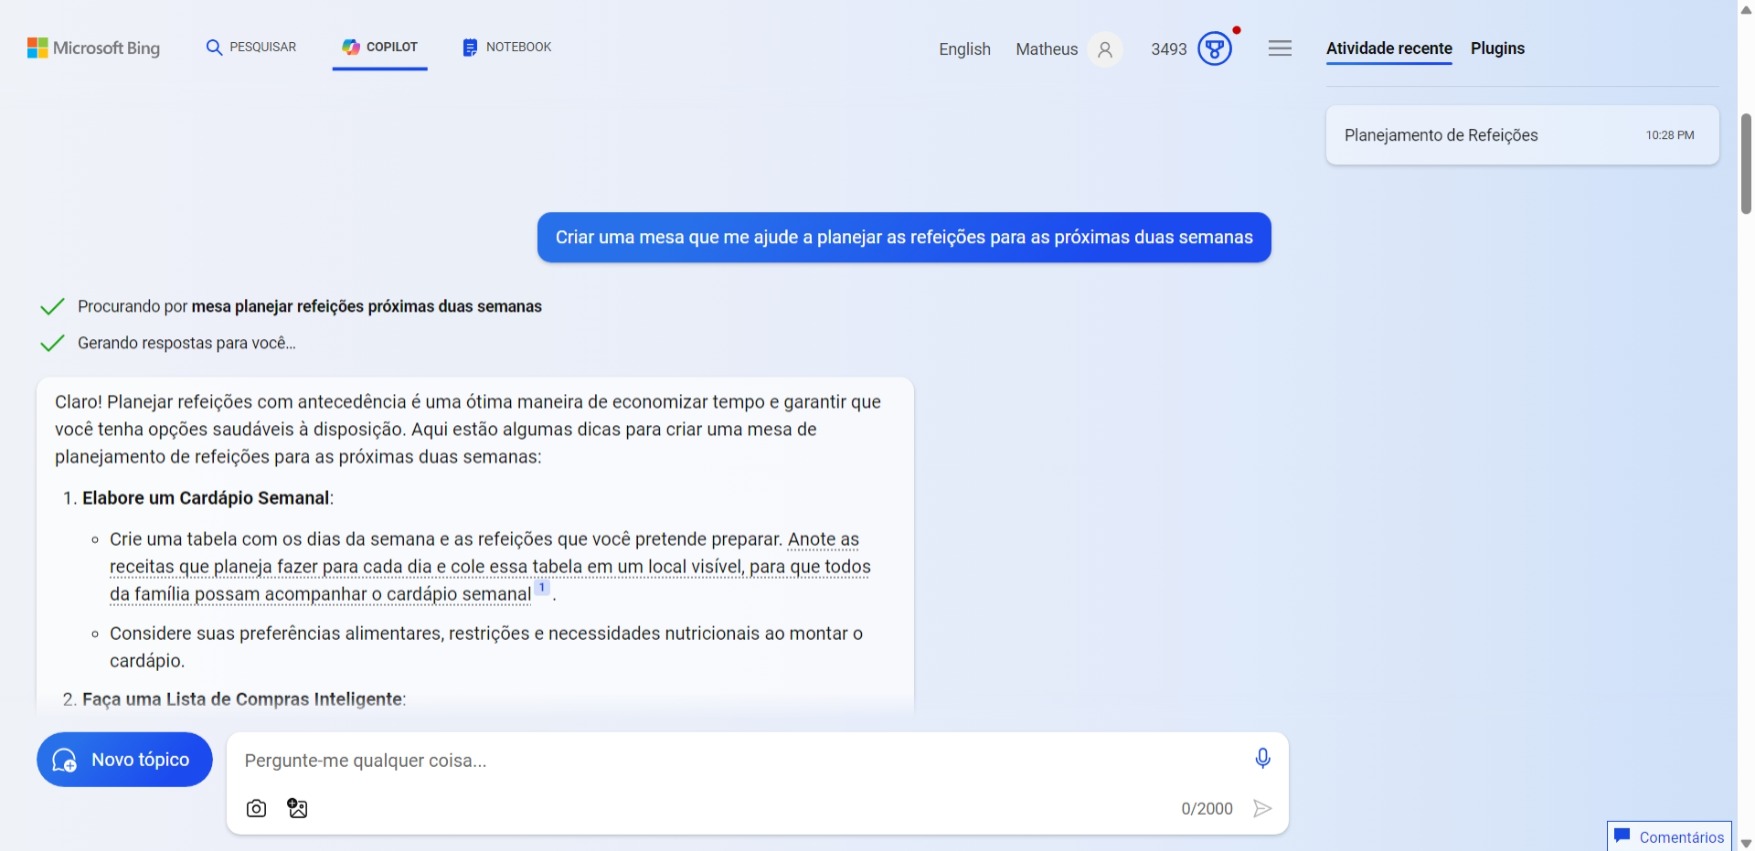 Microsoft Bing
PESQUISAR
COPILOT
NOTEBOOK
English
Matheus
3493
Atividade recente
Plugins
Planejamento de Refeições
10:28 PM
Criar uma mesa que me ajude a planejar as refeições para as próximas duas semanas
Procurando por mesa planejar refeições próximas duas semanas
Gerando respostas para você...
Claro! Planejar refeições com antecedência é uma ótima maneira de economizar tempo e garantir que
você tenha opções saudáveis à disposição. Aqui estão algumas dicas para criar uma mesa de
planejamento de refeições para as próximas duas semanas:
1. Elabore um Cardápio Semanal:
Crie uma tabela com os dias da semana e as refeições que você pretende preparar. Anote as
receitas que planeja fazer para cada dia e cole essa tabela em um local visível, para que todos
da família possam acompanhar o cardápio semanal 1 .
Considere suas preferências alimentares, restrições e necessidades nutricionais ao montar o
cardápio.
2. Faça uma Lista de Compras Inteligente:
Novo tópico
Pergunte-me qualquer coisa...
0/2000
Comentários